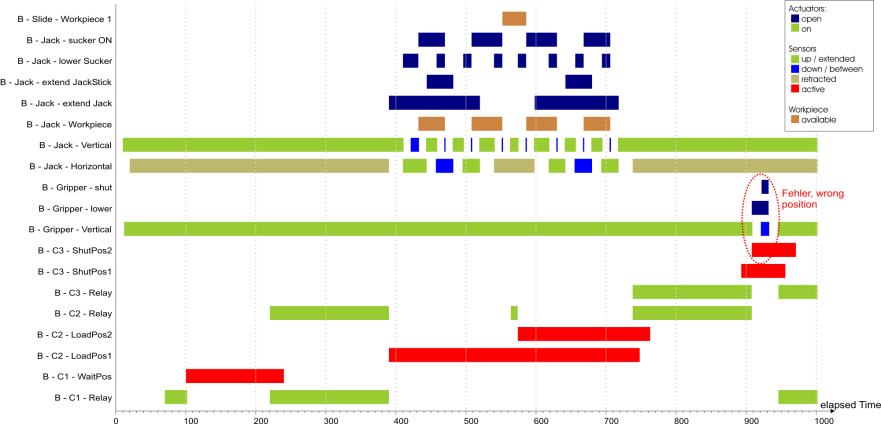 B - Slide - Workpiece 1
B - Jack - sucker ON
B - Jack - lower Sucker
B - Jack - extend JackStick
B - Jack - extend Jack
B - Jack - Workpiece
B - Jack - Vertical
B - Jack - Horizontal
B - Gripper - shut
B - Gripper - lower
B - Gripper - Vertical
B - C3 - ShutPos2
B - C3 - ShutPos1
B - C3 - Relay
B - C2 - Relay
B - C2 - LoadPos2
B - C2 - LoadPos1
B - C1 - WaitPos
B - C1 - Relay
Actuators:
open
on
Sensors
up / extended
down / between
retracted
active
Workpiece
available
Fehler, wrong
position
elapsed Time
0 100 200 300 400 500 600 700 800 900 1000